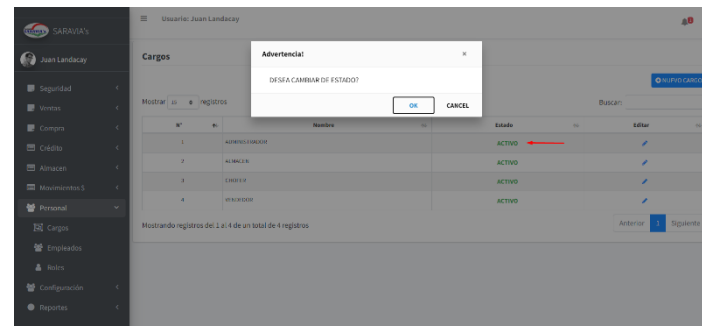 SARAVIA's
Usuario: Juan Landacay
Juan Landacay
Cargos
Advertencia!
×
DESEA CAMBIAR DE ESTADO?
OK CANCEL
NUEVO CARGO
Mostrar 10 registros
Buscar:
N° Nombre Estado Editar
1 ADMINISTRADOR ACTIVO
2 ALMACEN ACTIVO
3 ACTIVO
4 VENDEDOR ACTIVO
Mostrando registros del 1 al 4 de un total de 4 registros
Anterior 1 Siguiente
Seguridad
Ventas
Compra
Crédito
Almacen
Movimientos S
Personal
Cargos
Empleados
Roles
Configuración
Reportes